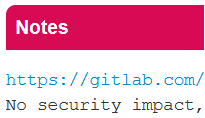 Notes
https://gitlab.com/
No security impact,